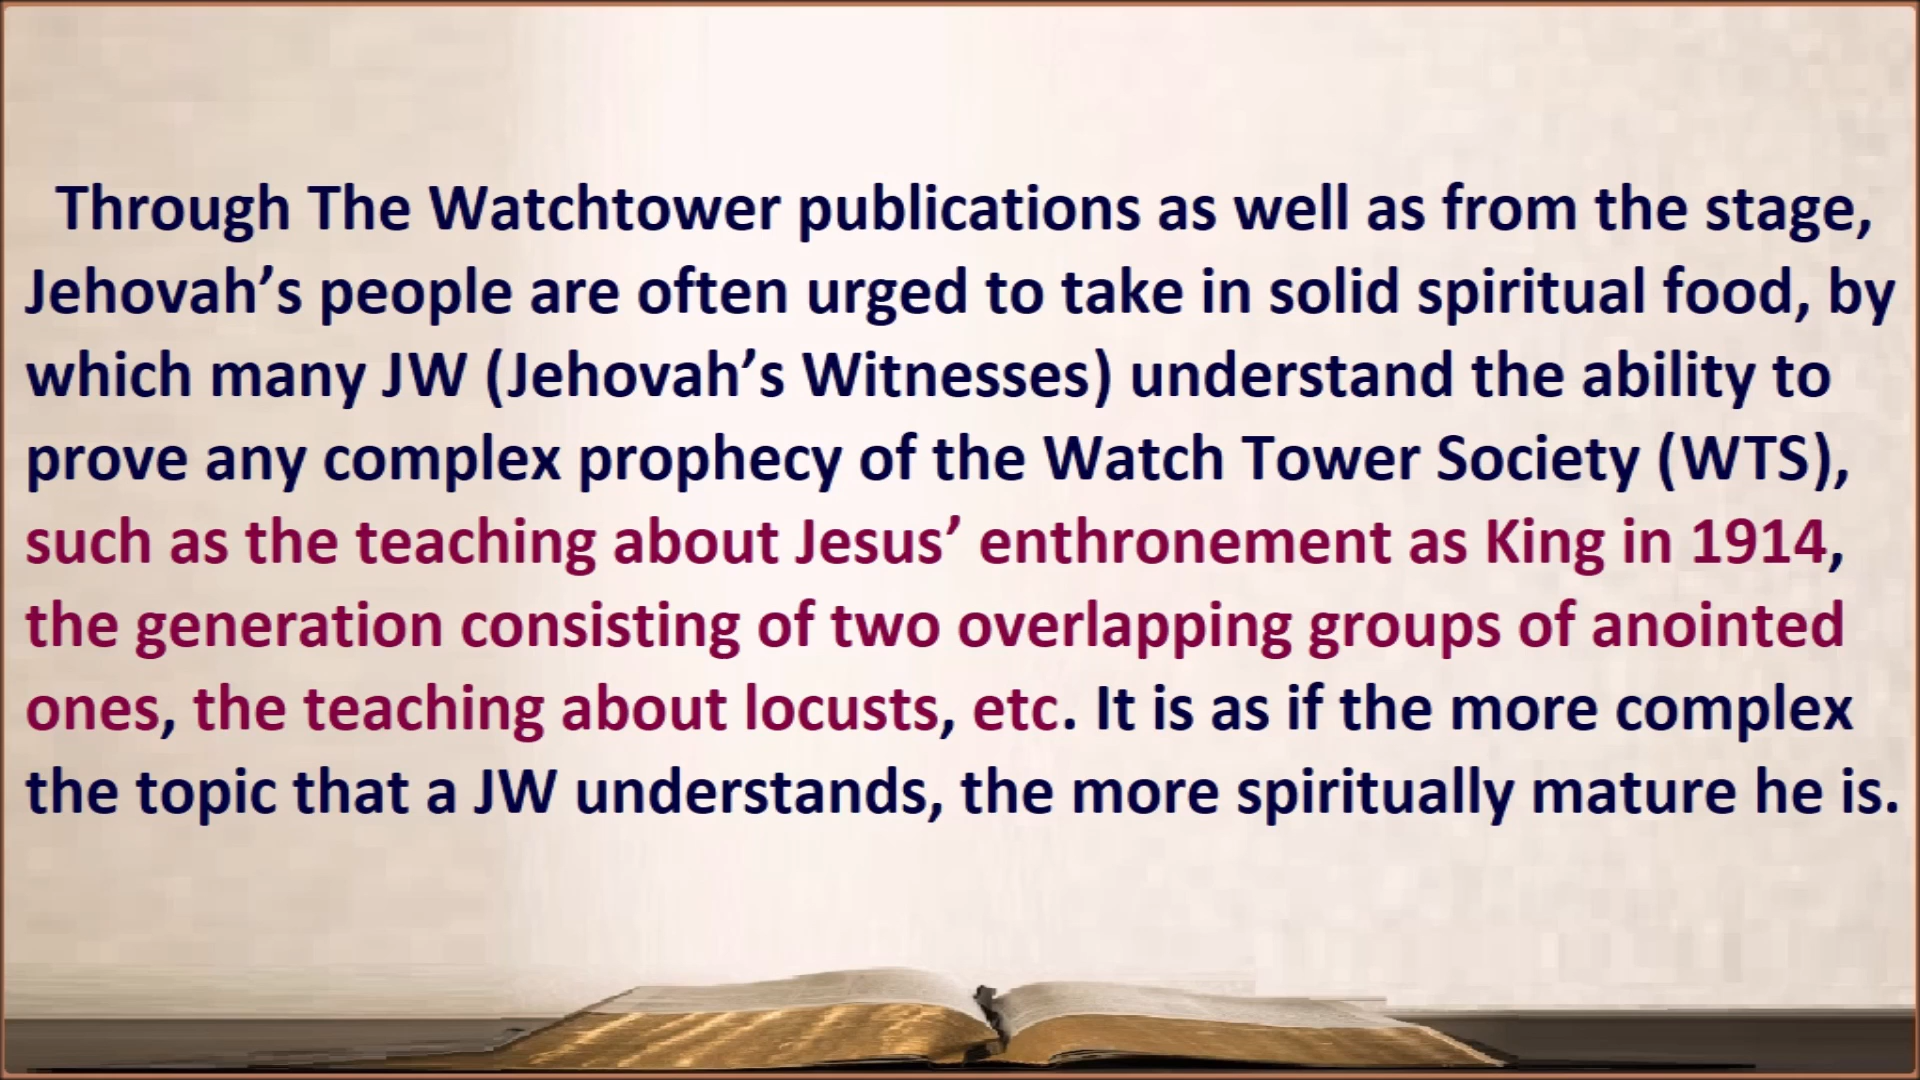 Through The Watchtower publications as well as from the stage,
Jehovah’s people are often urged to take in solid spiritual food, by
which many JW (Jehovah’s Witnesses) understand the ability to
prove any complex prophecy of the Watch Tower Society (WTS),
such as the teaching about Jesus’ enthronement as King in 1914,
the generation consisting of two overlapping groups of anointed
ones, the teaching about locusts, etc. It is as if the more complex
the topic that a JW understands, the more spiritually mature he is.